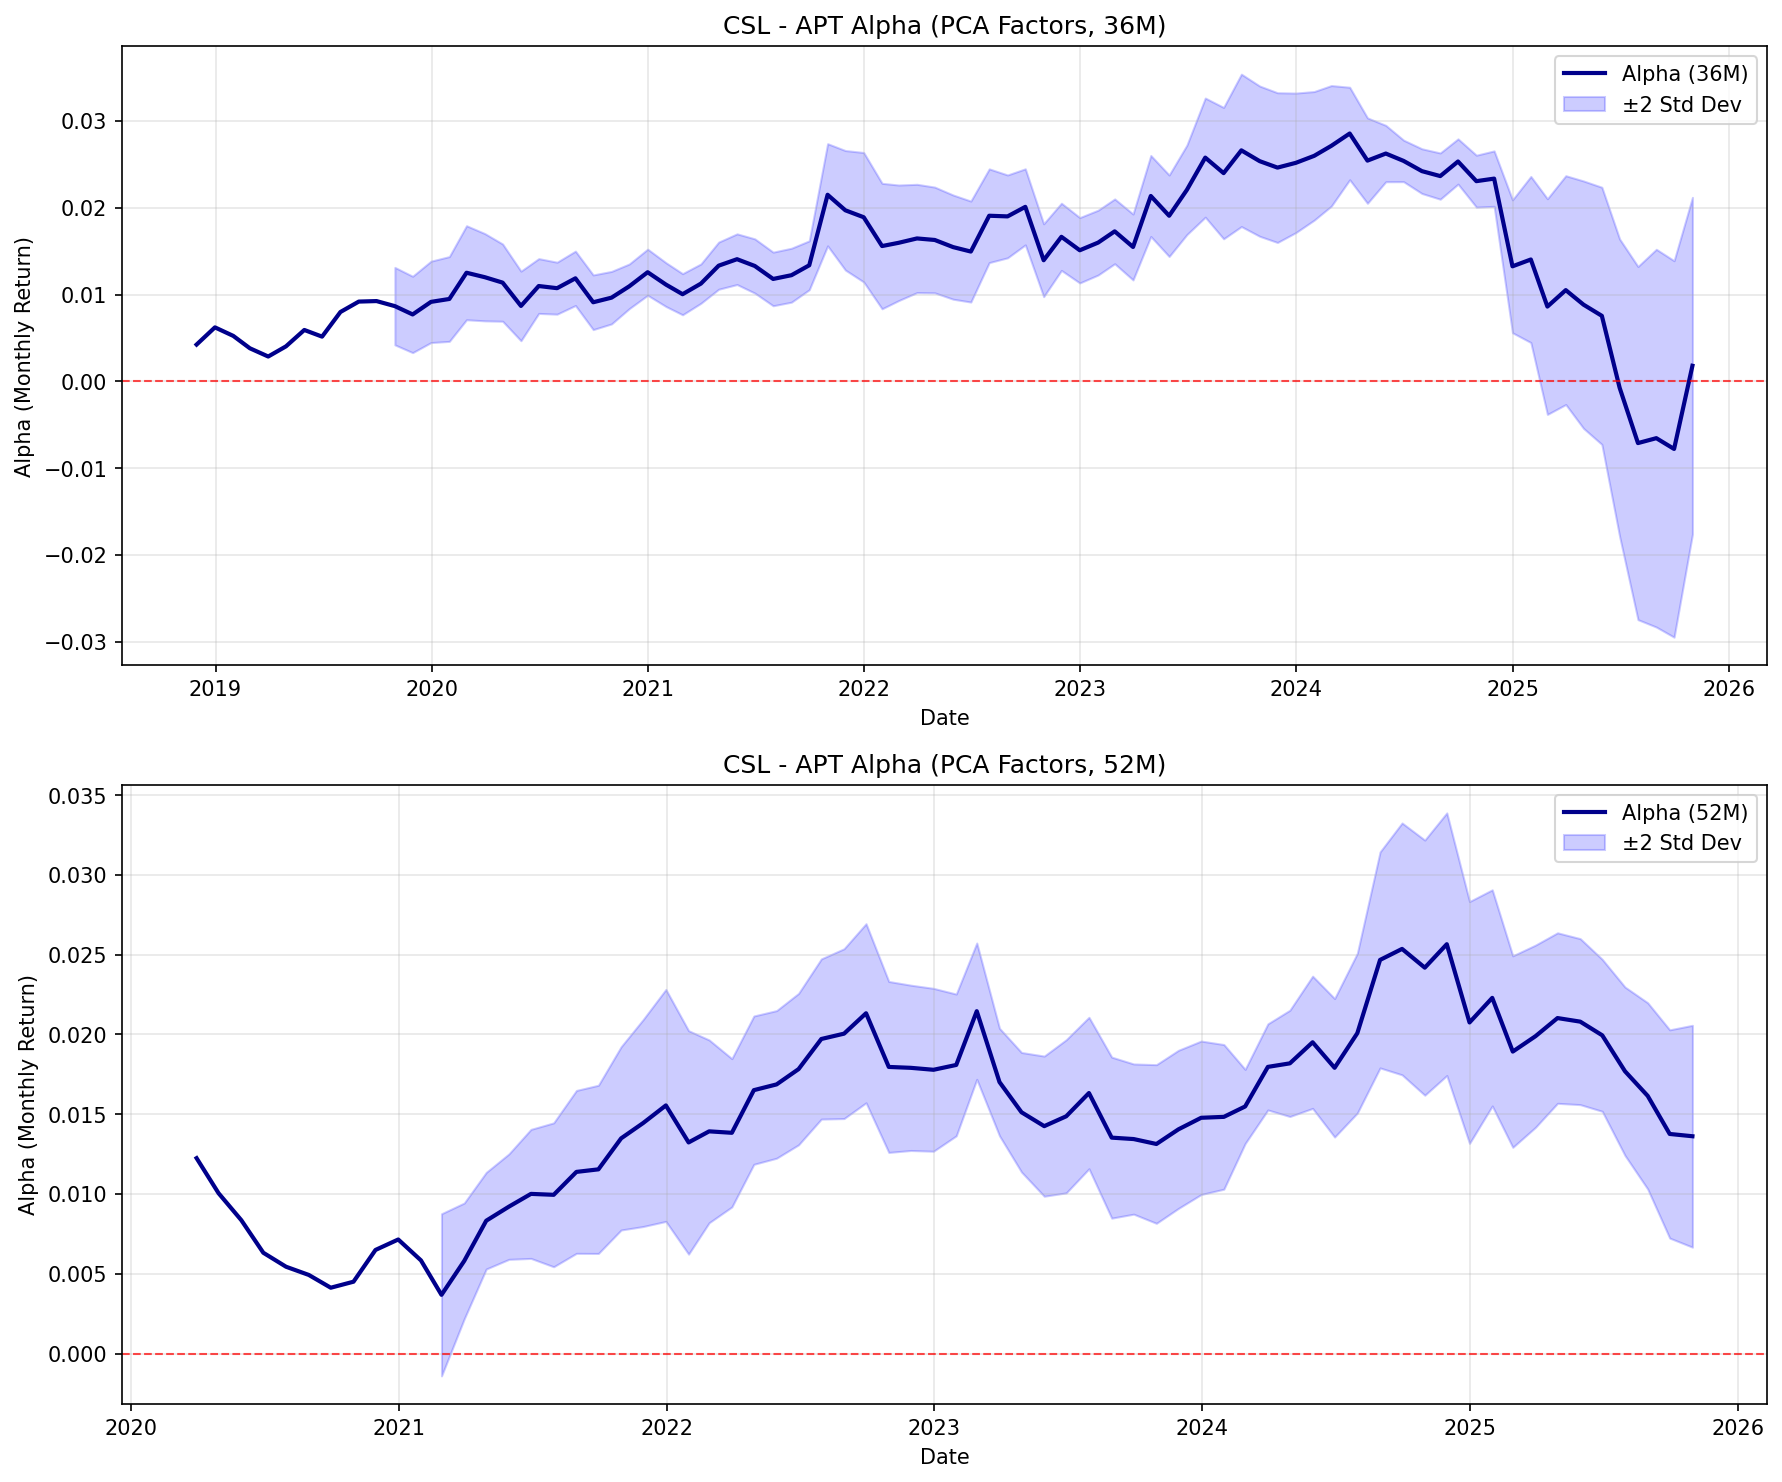 CSL - APT Alpha (PCA Factors, 36M)
Alpha (36M)
±2 Std Dev
Alpha (Monthly Return)
0.03
0.02
0.01
0.00
−0.01
−0.02
−0.03
2019 2020 2021 2022 2023 2024 2025 2026
Date
CSL - APT Alpha (PCA Factors, 52M)
Alpha (52M)
±2 Std Dev
Alpha (Monthly Return)
0.035
0.030
0.025
0.020
0.015
0.010
0.005
0.000
2020 2021 2022 2023 2024 2025 2026
Date